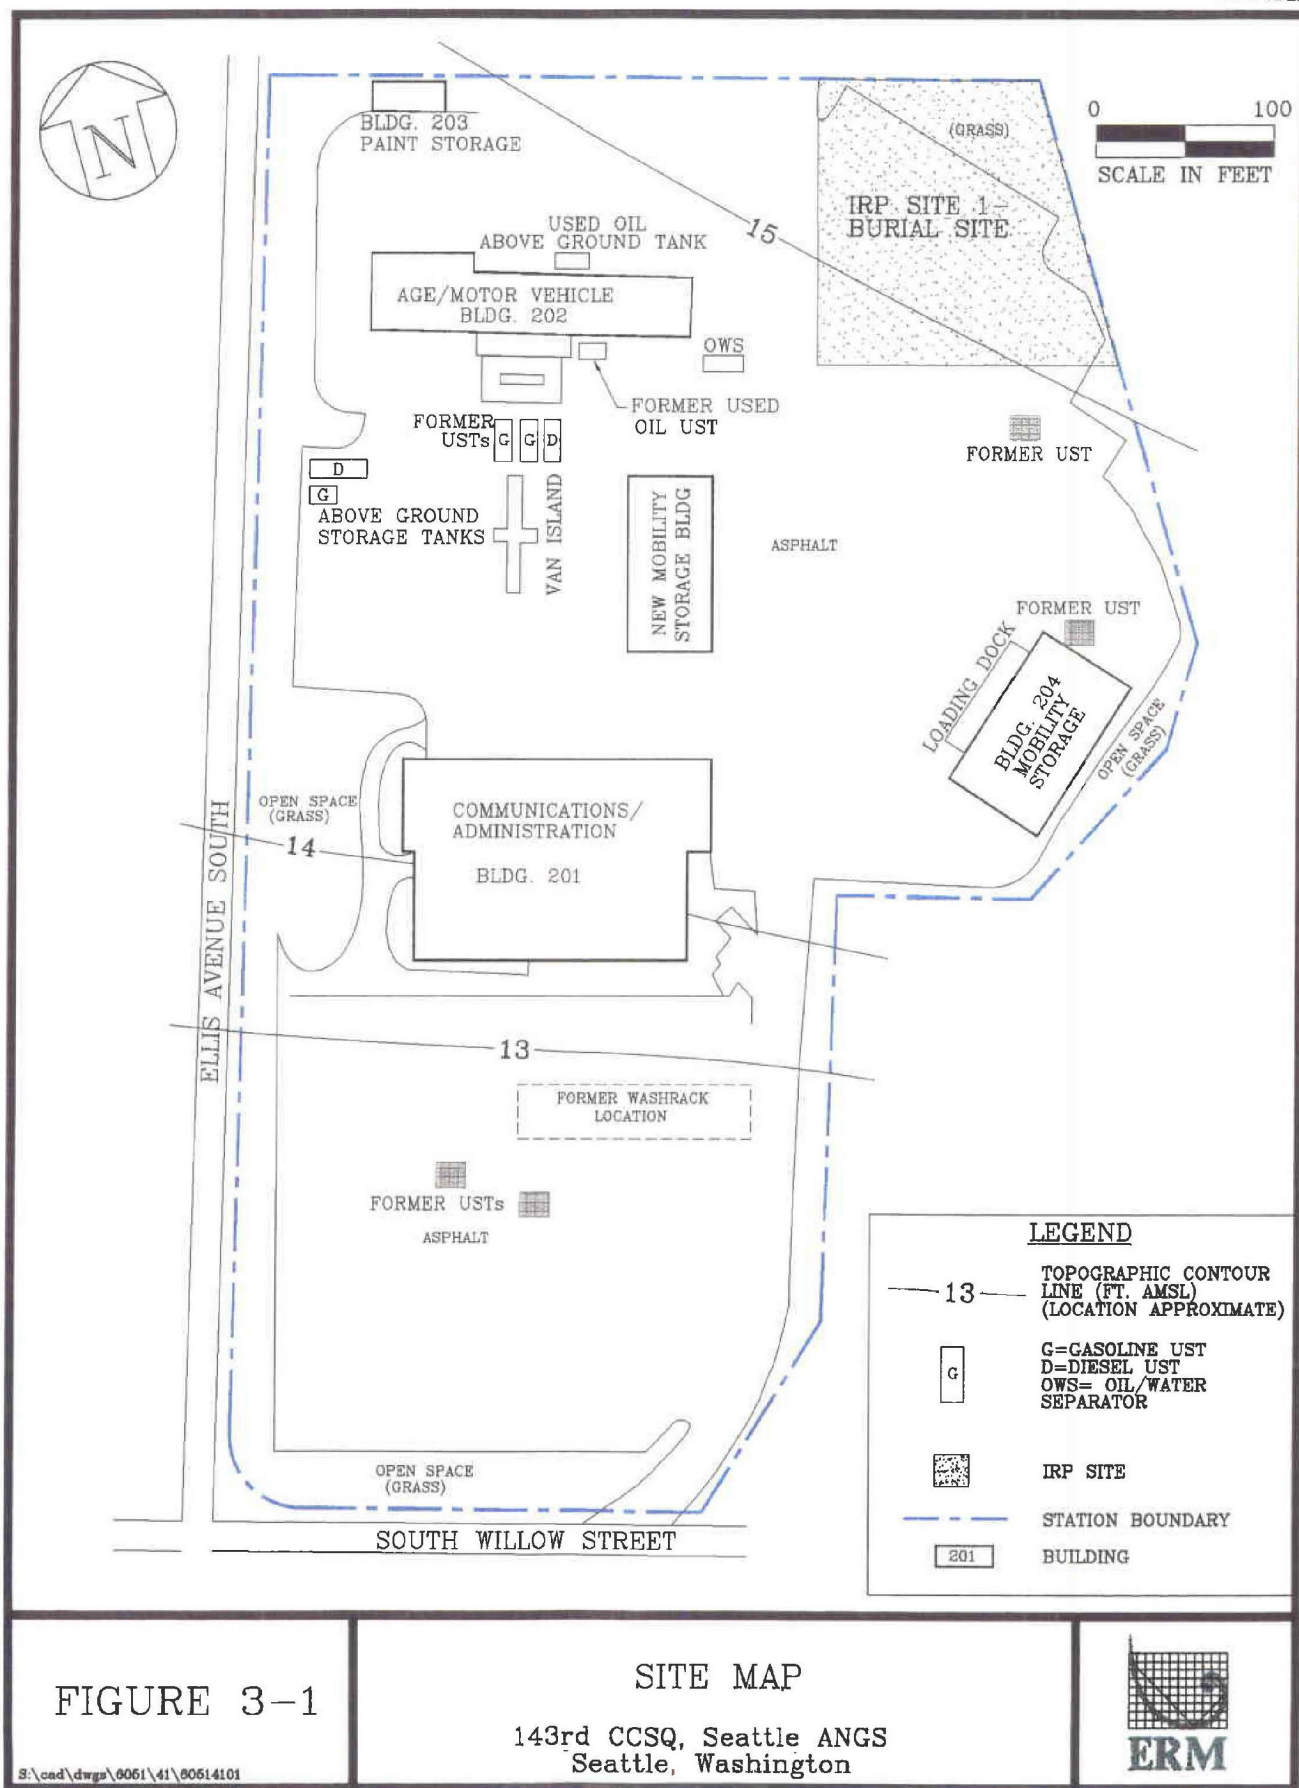 N
BLDG. 203
PAINT STORAGE
(GRASS)
0 100
SCALE IN FEET
IRP SITE 1-
BURIAL SITE
15
USED OIL
ABOVE GROUND TANK
AGE/MOTOR VEHICLE
BLDG. 202
OWS
FORMER USED
OIL UST
FORMER
USTs
G
G
D
D
G
ABOVE GROUND
STORAGE TANKS
VAN ISLAND
NEW MOBILITY
STORAGE BLDG
ASPHALT
FORMER UST
FORMER UST
LOADING DOCK
BLDG. 204
MOBILITY
STORAGE
OPEN SPACE
(GRASS)
OPEN SPACE
(GRASS)
14
COMMUNICATIONS/
ADMINISTRATION
BLDG. 201
ELLIS AVENUE SOUTH
13
FORMER WASHRACK
LOCATION
FORMER USTs
ASPHALT
OPEN SPACE
(GRASS)
SOUTH WILLOW STREET
LEGEND
13
TOPOGRAPHIC CONTOUR
LINE (FT. AMSL)
(LOCATION APPROXIMATE)
G
G=GASOLINE UST
D=DIESEL UST
OWS= OIL/WATER
SEPARATOR
IRP SITE
STATION BOUNDARY
201
BUILDING
FIGURE 3-1
S:\cad\dwgs\6051\41\60514101
SITE MAP
143rd CCSQ, Seattle ANGS
Seattle, Washington
ERM